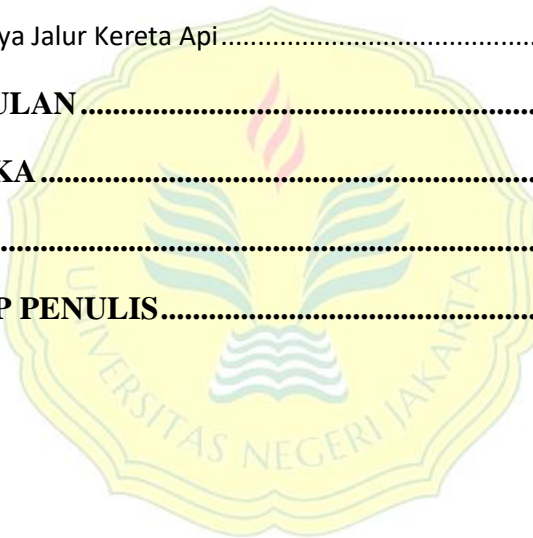 ya Jalur Kereta Api.......................................................
ULAN.......................................................................
KA............................................................................
.................................................................................
P PENULIS...............................................................
UNIVERSITAS NEGERI JAKARTA